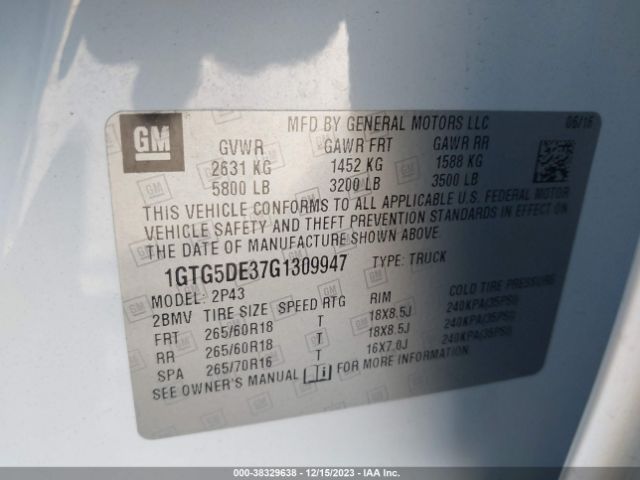 MFD BY GENERAL MOTORS LLC 06/16
GM
GVWR GAWR FRT GAWR RR
2631 KG 1452 KG 1588 KG
5800 LB 3200 LB 3500 LB
THIS VEHICLE CONFORMS TO ALL APPLICABLE U.S. FEDERAL MOTOR
VEHICLE SAFETY AND THEFT PREVENTION STANDARDS IN EFFECT ON
THE DATE OF MANUFACTURE SHOWN ABOVE.
1GTG5DE37G1309947 TYPE: TRUCK
MODEL: 2P43
2BMV TIRE SIZE SPEED RTG RIM COLD TIRE PRESSURE
FRT 265/60R18 T 18X8.5J 240KPA(35PSI)
RR 265/60R18 T 18X8.5J 240KPA(35PSI)
SPA 265/70R16 T 16X7.0J 240KPA(35PSI)
SEE OWNER'S MANUAL FOR MORE INFORMATION
000-38329638 - 12/15/2023 - IAA Inc.